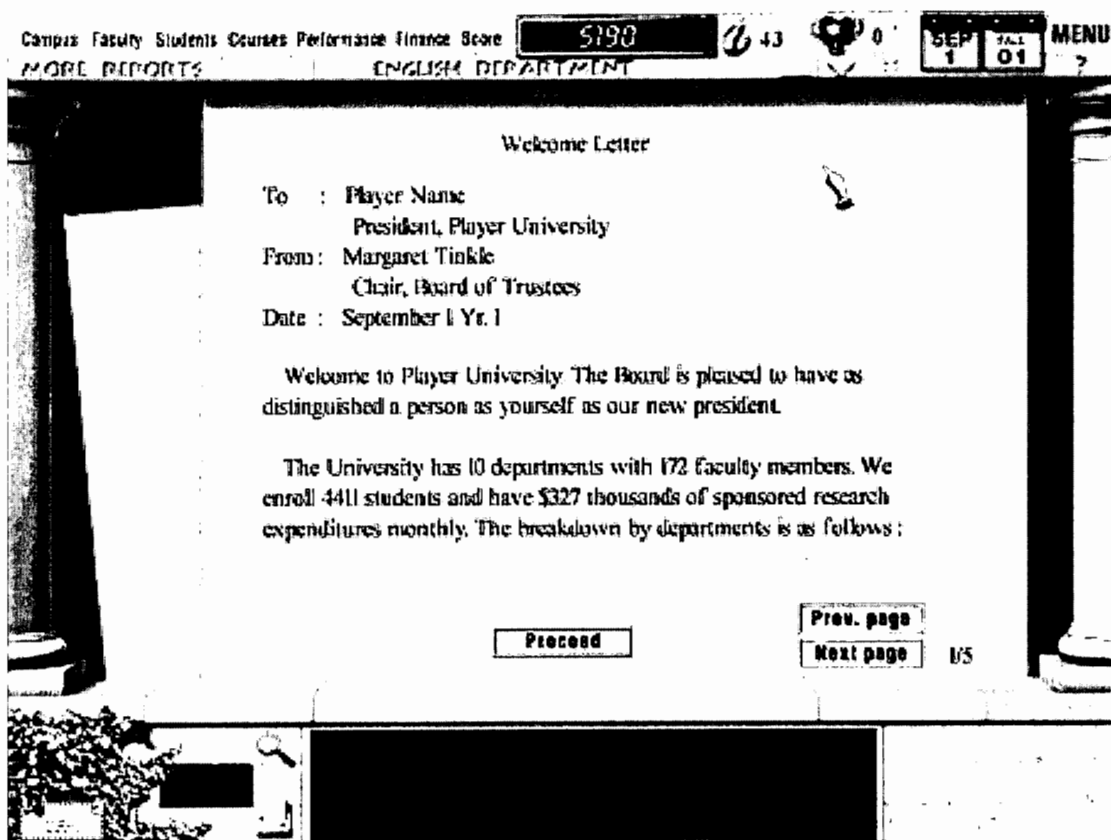 Campus Faculty Students Courses Performance Finance Score 5190 43 0 SEP 1 01 MENU
MORE REPORTS ENGLISH DEPARTMENT ?
Welcome Letter
To : Player Name
President, Player University
From : Margaret Tinkle
Chair, Board of Trustees
Date : September 1 Yr. 1
Welcome to Player University. The Board is pleased to have as
distinguished a person as yourself as our new president.
The University has 10 departments with 172 faculty members. We
enroll 4411 students and have $327 thousands of sponsored research
expenditures monthly. The breakdown by departments is as follows :
Prev. page
Proceed
Next page 1/5